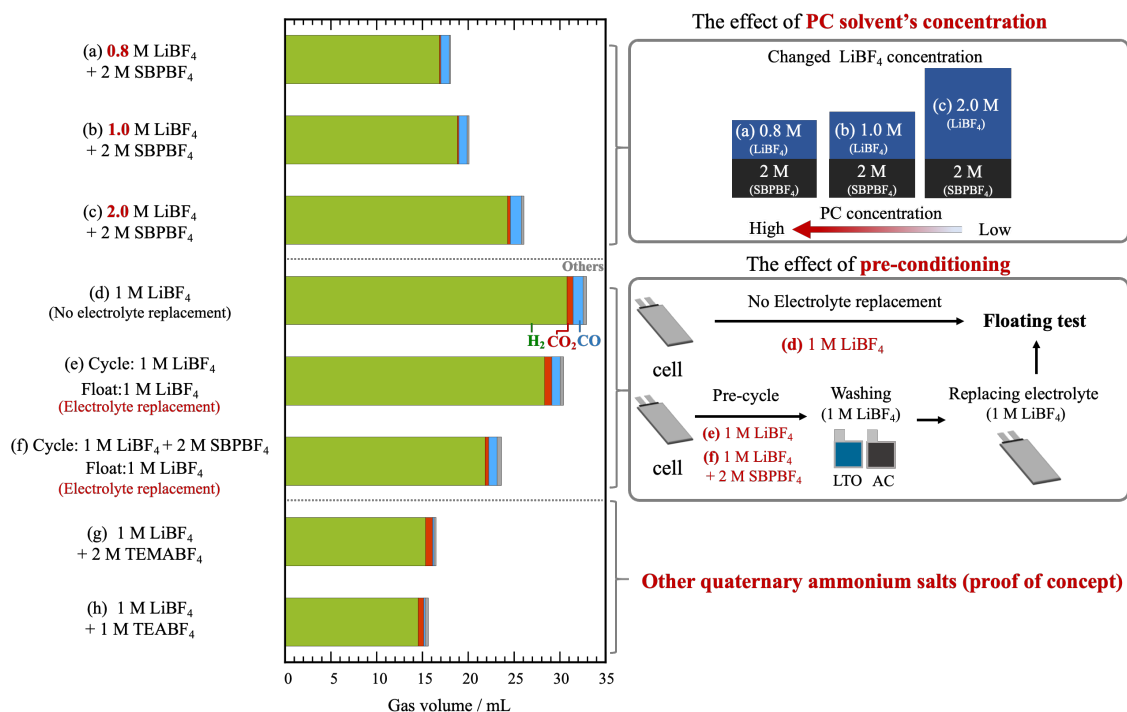 The effect of PC solvent's concentration
(a) 0.8 M LiBF₄
+ 2 M SBPBF₄
(b) 1.0 M LiBF₄
+ 2 M SBPBF₄
(c) 2.0 M LiBF₄
+ 2 M SBPBF₄
Changed LiBF₄ concentration
(a) 0.8 M
(LiBF₄)
2 M
(SBPBF₄)
(b) 1.0 M
(LiBF₄)
2 M
(SBPBF₄)
(c) 2.0 M
(LiBF₄)
2 M
(SBPBF₄)
PC concentration
High
Low
The effect of pre-conditioning
(d) 1 M LiBF₄
(No electrolyte replacement)
Others
H₂ CO₂ CO
(e) Cycle: 1 M LiBF₄
Float:1 M LiBF₄
(Electrolyte replacement)
(f) Cycle: 1 M LiBF₄ + 2 M SBPBF₄
Float:1 M LiBF₄
(Electrolyte replacement)
cell
No Electrolyte replacement
(d) 1 M LiBF₄
Floating test
cell
Pre-cycle
(e) 1 M LiBF₄
(f) 1 M LiBF₄
+ 2 M SBPBF₄
Washing
(1 M LiBF₄)
LTO AC
Replacing electrolyte
(1 M LiBF₄)
(g) 1 M LiBF₄
+ 2 M TEMABF₄
(h) 1 M LiBF₄
+ 1 M TEABF₄
Other quaternary ammonium salts (proof of concept)
0 5 10 15 20 25 30 35
Gas volume / mL